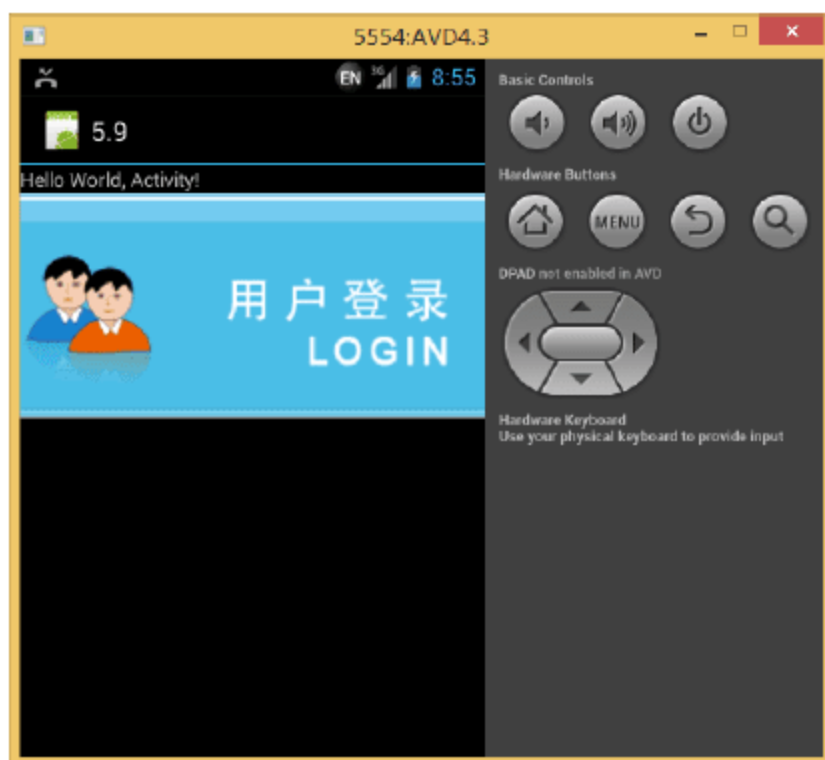 5554:AVD4.3
EN 3G 8:55
5.9
Hello World, Activity!
用户登录
LOGIN
Basic Controls
Hardware Buttons
MENU
DPAD not enabled in AVD
Hardware Keyboard
Use your physical keyboard to provide input